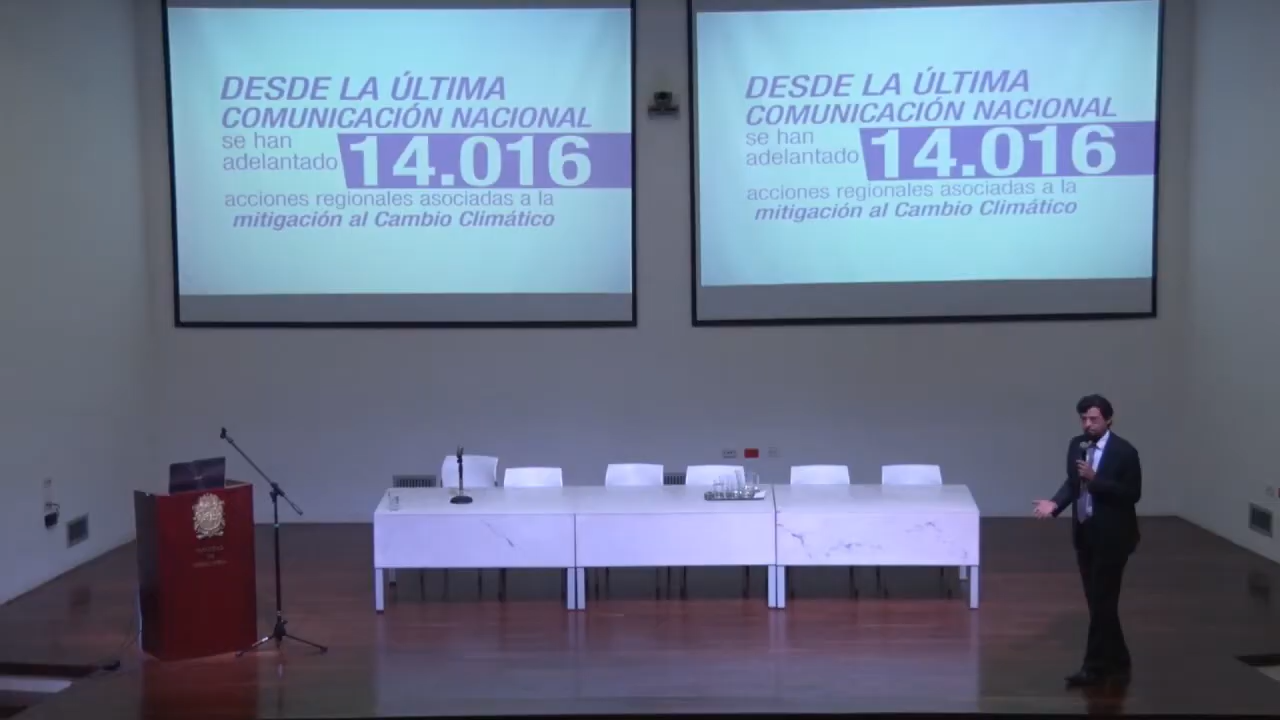 DESDE LA ÚLTIMA
COMUNICACIÓN NACIONAL
se han
adelantado 14.016
acciones regionales asociadas a la
mitigación al Cambio Climático
DESDE LA ÚLTIMA
COMUNICACIÓN NACIONAL
se han
adelantado 14.016
acciones regionales asociadas a la
mitigación al Cambio Climático